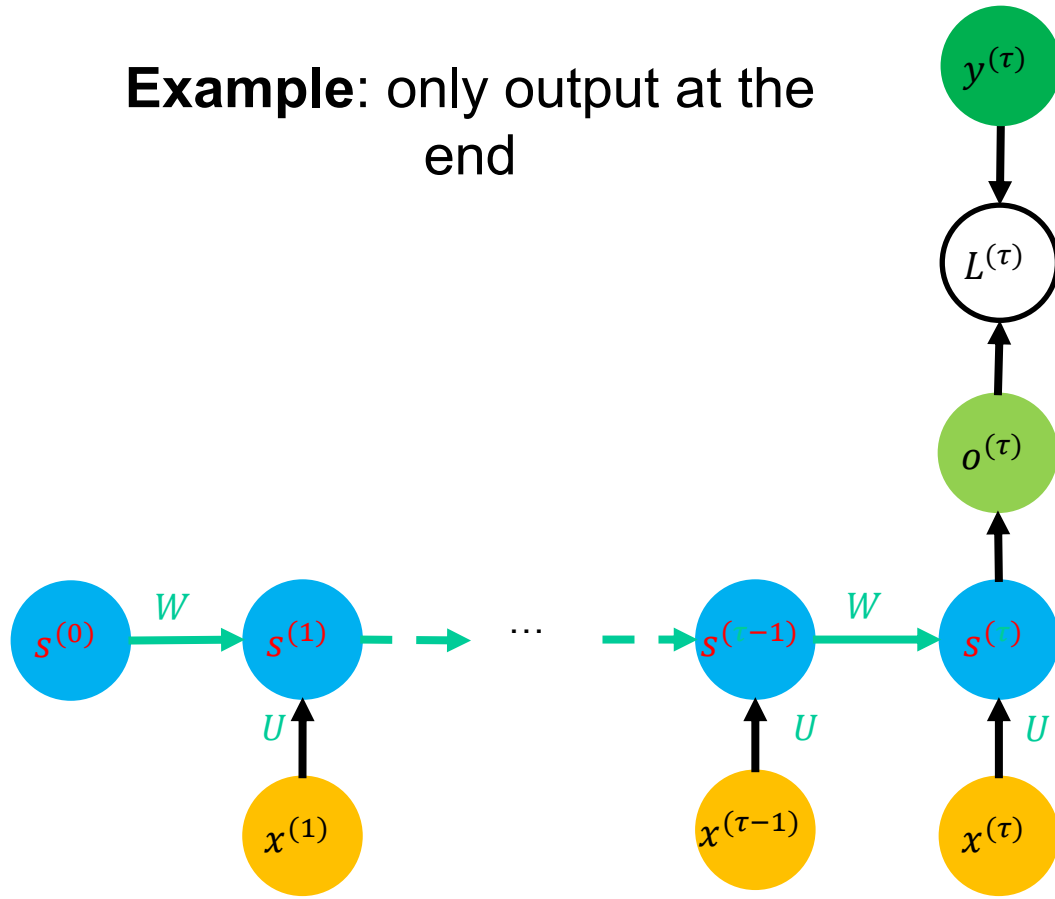 Example: only output at the
end
y^(τ)
L^(τ)
o^(τ)
W
W
s^(0)
s^(1)
...
s^(τ−1)
s^(τ)
U
U
U
x^(1)
x^(τ−1)
x^(τ)